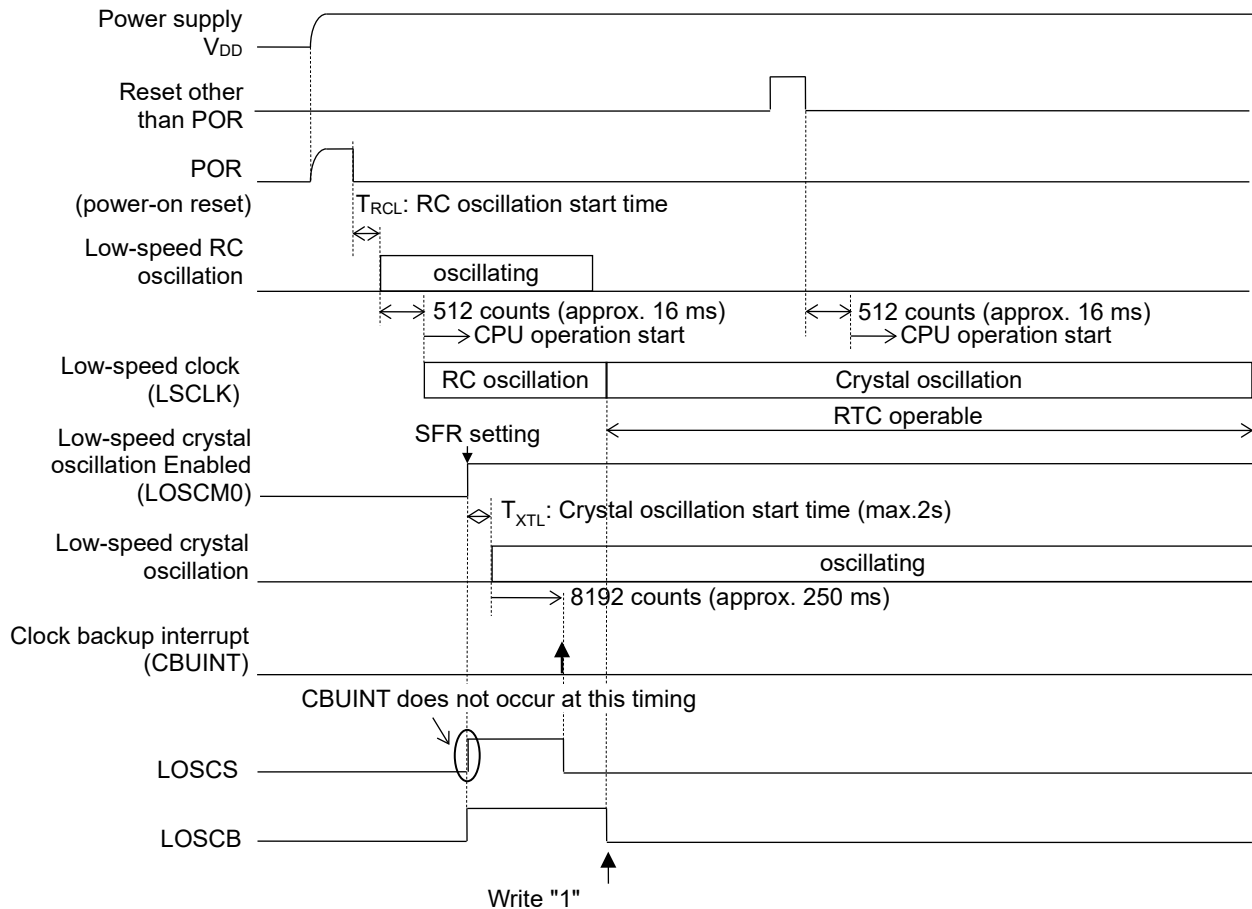 Power supply
VDD
Reset other
than POR
POR
(power-on reset)
TRCL: RC oscillation start time
Low-speed RC
oscillation
oscillating
512 counts (approx. 16 ms)
512 counts (approx. 16 ms)
CPU operation start
CPU operation start
Low-speed clock
(LSCLK)
RC oscillation
Crystal oscillation
RTC operable
Low-speed crystal
oscillation Enabled
(LOSCM0)
SFR setting
TXTL: Crystal oscillation start time (max.2s)
Low-speed crystal
oscillation
oscillating
8192 counts (approx. 250 ms)
Clock backup interrupt
(CBUINT)
CBUINT does not occur at this timing
LOSCS
LOSCB
Write "1"